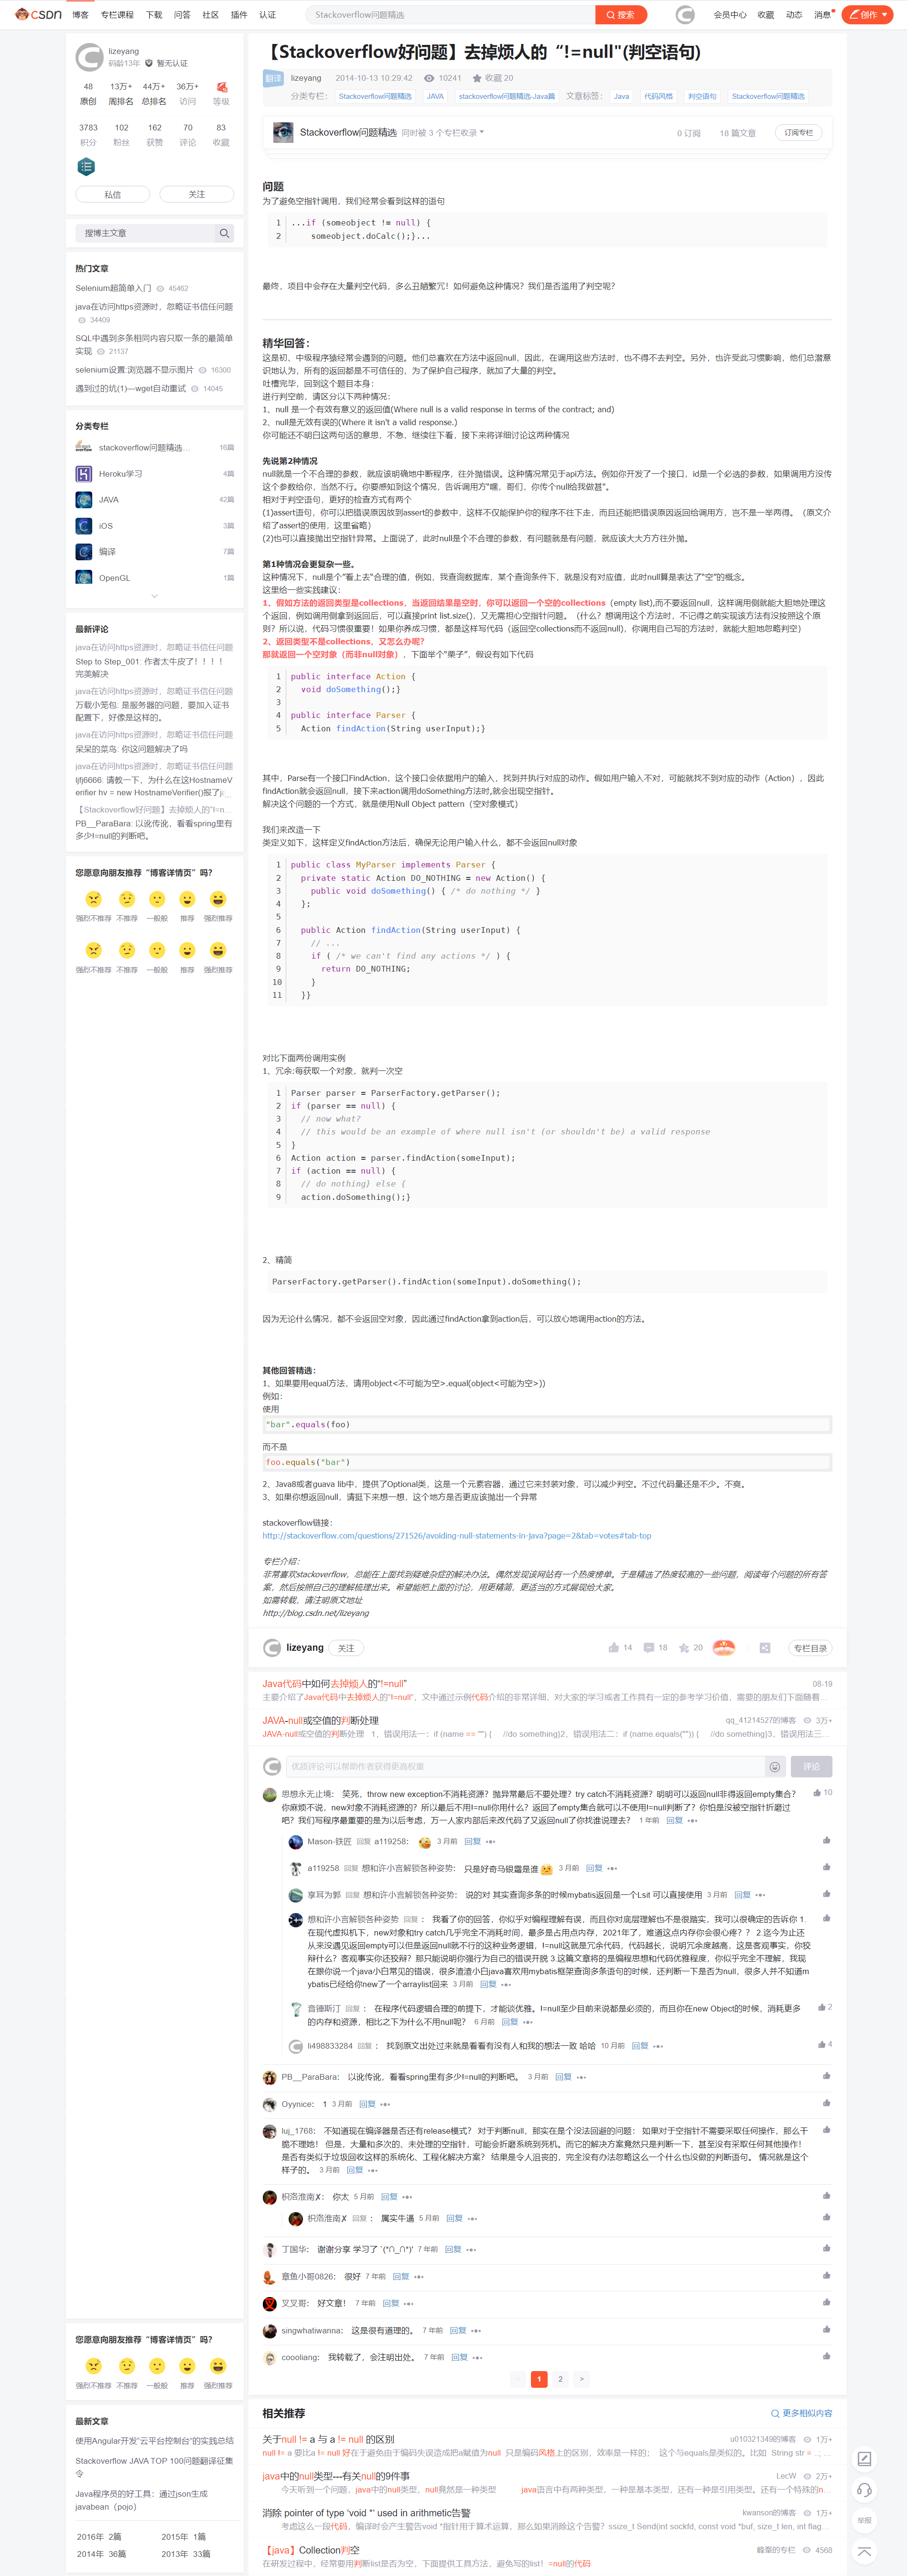 CSDN 博客 专栏课程 下载 问答 社区 插件 认证 Stackoverflow问题精选 搜索 会员中心 收藏 动态 消息 创作
lizeyang
码龄13年 暂无认证
48 13万+ 44万+ 36万+
原创 周排名 总排名 访问 等级
3783 102 162 70 83
积分 粉丝 获赞 评论 收藏
私信 关注
搜博主文章
热门文章
Selenium超简单入门 45462
java在访问https资源时，忽略证书信任问题
34409
SQL中遇到多条相同内容只取一条的最简单
实现 21137
selenium设置:浏览器不显示图片 16300
遇到过的坑(1)—wget自动重试 14045
分类专栏
stackoverflow问题精选... 16篇
Heroku学习 4篇
JAVA 42篇
iOS 3篇
编译 7篇
OpenGL 1篇
最新评论
java在访问https资源时，忽略证书信任问题
Step to Step_001: 作者太牛皮了！！！！
完美解决
java在访问https资源时，忽略证书信任问题
万载小笼包: 是服务器的问题，要加入证书
配置下，好像是这样的。
java在访问https资源时，忽略证书信任问题
呆呆的菜鸟: 你这问题解决了吗
java在访问https资源时，忽略证书信任问题
ljfj6666: 请教一下，为什么在这HostnameV
erifier hv = new HostnameVerifier()报了j...
【Stackoverflow好问题】去掉烦人的“!=n...
PB__ParaBara: 以讹传讹，看看spring里有
多少!=null的判断吧。
您愿意向朋友推荐“博客详情页”吗？
强烈不推荐 不推荐 一般般 推荐 强烈推荐
强烈不推荐 不推荐 一般般 推荐 强烈推荐
您愿意向朋友推荐“博客详情页”吗？
强烈不推荐 不推荐 一般般 推荐 强烈推荐
最新文章
使用Angular开发”云平台控制台“的实践总结
Stackoverflow JAVA TOP 100问题翻译征集
令
Java程序员的好工具：通过json生成
javabean（pojo）
2016年 2篇 2015年 1篇
2014年 36篇 2013年 33篇
【Stackoverflow好问题】去掉烦人的“!=null"(判空语句)
翻译 lizeyang 2014-10-13 10:29:42 10241 收藏 20
分类专栏： Stackoverflow问题精选 JAVA stackoverflow问题精选-Java篇 文章标签： Java 代码风格 判空语句 Stackoverflow问题精选
Stackoverflow问题精选 同时被 3 个专栏收录 0 订阅 18 篇文章 订阅专栏
问题
为了避免空指针调用，我们经常会看到这样的语句
1 ...if (someobject != null) {
2 someobject.doCalc();}...
最终，项目中会存在大量判空代码，多么丑陋繁冗！如何避免这种情况？我们是否滥用了判空呢？
精华回答：
这是初、中级程序猿经常会遇到的问题。他们总喜欢在方法中返回null，因此，在调用这些方法时，也不得不去判空。另外，也许受此习惯影响，他们总潜意
识地认为，所有的返回都是不可信任的，为了保护自己程序，就加了大量的判空。
吐槽完毕，回到这个题目本身：
进行判空前，请区分以下两种情况：
1、null 是一个有效有意义的返回值(Where null is a valid response in terms of the contract; and)
2、null是无效有误的(Where it isn't a valid response.)
你可能还不明白这两句话的意思，不急，继续往下看，接下来将详细讨论这两种情况
先说第2种情况
null就是一个不合理的参数，就应该明确地中断程序，往外抛错误。这种情况常见于api方法。例如你开发了一个接口，id是一个必选的参数，如果调用方没传
这个参数给你，当然不行。你要感知到这个情况，告诉调用方“嘿，哥们，你传个null给我做甚"。
相对于判空语句，更好的检查方式有两个
(1)assert语句，你可以把错误原因放到assert的参数中，这样不仅能保护你的程序不往下走，而且还能把错误原因返回给调用方，岂不是一举两得。（原文介
绍了assert的使用，这里省略）
(2)也可以直接抛出空指针异常。上面说了，此时null是个不合理的参数，有问题就是有问题，就应该大大方方往外抛。
第1种情况会更复杂一些。
这种情况下，null是个”看上去“合理的值，例如，我查询数据库，某个查询条件下，就是没有对应值，此时null算是表达了“空”的概念。
这里给一些实践建议：
1、假如方法的返回类型是collections，当返回结果是空时，你可以返回一个空的collections（empty list),而不要返回null，这样调用侧就能大胆地处理这
个返回，例如调用侧拿到返回后，可以直接print list.size()，又无需担心空指针问题。（什么？想调用这个方法时，不记得之前实现该方法有没按照这个原
则？所以说，代码习惯很重要！如果你养成习惯，都是这样写代码（返回空collections而不返回null)，你调用自己写的方法时，就能大胆地忽略判空）
2、返回类型不是collections，又怎么办呢？
那就返回一个空对象（而非null对象），下面举个“栗子”，假设有如下代码
1 public interface Action {
2 void doSomething();}
3
4 public interface Parser {
5 Action findAction(String userInput);}
其中，Parse有一个接口FindAction，这个接口会依据用户的输入，找到并执行对应的动作。假如用户输入不对，可能就找不到对应的动作（Action），因此
findAction就会返回null，接下来action调用doSomething方法时,就会出现空指针。
解决这个问题的一个方式，就是使用Null Object pattern（空对象模式）
我们来改造一下
类定义如下，这样定义findAction方法后，确保无论用户输入什么，都不会返回null对象
1 public class MyParser implements Parser {
2 private static Action DO_NOTHING = new Action() {
3 public void doSomething() { /* do nothing */ }
4 };
5
6 public Action findAction(String userInput) {
7 // ...
8 if ( /* we can't find any actions */ ) {
9 return DO_NOTHING;
10 }
11 }}
对比下面两份调用实例
1、冗余:每获取一个对象，就判一次空
1 Parser parser = ParserFactory.getParser();
2 if (parser == null) {
3 // now what?
4 // this would be an example of where null isn't (or shouldn't be) a valid response
5 }
6 Action action = parser.findAction(someInput);
7 if (action == null) {
8 // do nothing} else {
9 action.doSomething();}
2、精简
ParserFactory.getParser().findAction(someInput).doSomething();
因为无论什么情况，都不会返回空对象，因此通过findAction拿到action后，可以放心地调用action的方法。
其他回答精选：
1、如果要用equal方法，请用object<不可能为空>.equal(object<可能为空>))
例如：
使用
"bar".equals(foo)
而不是
foo.equals("bar")
2、Java8或者guava lib中，提供了Optional类，这是一个元素容器，通过它来封装对象，可以减少判空。不过代码量还是不少。不爽。
3、如果你想返回null，请挺下来想一想，这个地方是否更应该抛出一个异常
stackoverflow链接：
http://stackoverflow.com/questions/271526/avoiding-null-statements-in-java?page=2&tab=votes#tab-top
专栏介绍：
非常喜欢stackoverflow，总能在上面找到疑难杂症的解决办法。偶然发现该网站有一个热度榜单。于是精选了热度较高的一些问题，阅读每个问题的所有答
案，然后按照自己的理解梳理出来。希望能把上面的讨论，用更精简，更适当的方式展现给大家。
如需转载，请注明原文地址
http://blog.csdn.net/lizeyang
lizeyang 关注 14 18 20 专栏目录
Java代码中如何去掉烦人的“!=null” 08-19
主要介绍了Java代码中去掉烦人的“!=null”，文中通过示例代码介绍的非常详细，对大家的学习或者工作具有一定的参考学习价值，需要的朋友们下面随着...
JAVA-null或空值的判断处理 qq_41214527的博客 3万+
JAVA-null或空值的判断处理 1，错误用法一：if (name == "") { //do something}2，错误用法二：if (name.equals("")) { //do something}3，错误用法三...
优质评论可以帮助作者获得更高权重 评论
思想永无止境： 笑死，throw new exception不消耗资源？抛异常最后不要处理？try catch不消耗资源？明明可以返回null非得返回empty集合？ 10
你麻烦不说，new对象不消耗资源的？所以最后不用!=null你用什么？返回了empty集合就可以不使用!=null判断了？你怕是没被空指针折磨过
吧？我们写程序最重要的是为以后考虑，万一人家内部后来改代码了又返回null了你找谁说理去？ 1 年前 回复
Mason-铁匠 回复 a119258： 3 月前 回复
a119258 回复 想和许小言解锁各种姿势： 只是好奇马蝗霜是谁 3 月前 回复
享耳为郭 回复 想和许小言解锁各种姿势： 说的对 其实查询多条的时候mybatis返回是一个Lsit 可以直接使用 3 月前 回复
想和许小言解锁各种姿势 回复 ： 我看了你的回答，你似乎对编程理解有误，而且你对底层理解也不是很踏实，我可以很确定的告诉你 1.
在现代虚拟机下，new对象和try catch几乎完全不消耗时间，最多是占用点内存，2021年了，难道这点内存你会很心疼？？ 2.迄今为止还
从来没遇见返回empty可以但是返回null就不行的这种业务逻辑，!=null这就是冗余代码，代码越长，说明冗余度越高，这是客观事实，你狡
辩什么？客观事实你还狡辩？那只能说明你强行为自己的错误开脱 3.这篇文章将的是编程思想和代码优雅程度，你似乎完全不理解，我现
在跟你说一个java小白常见的错误，很多渣渣小白java喜欢用mybatis框架查询多条语句的时候，还判断一下是否为null，很多人并不知道m
ybatis已经给你new了一个arraylist回来 3 月前 回复
音锤斯汀 回复 ： 在程序代码逻辑合理的前提下，才能谈优雅。!=null至少目前来说都是必须的，而且你在new Object的时候，消耗更多 2
的内存和资源，相比之下为什么不用null呢？ 6 月前 回复
li498833284 回复 ： 找到原文出处过来就是看看有没有人和我的想法一致 哈哈 10 月前 回复 4
PB__ParaBara： 以讹传讹，看看spring里有多少!=null的判断吧。 3 月前 回复
Oyynice： 1 3 月前 回复
luj_1768： 不知道现在编译器是否还有release模式？ 对于判断null，那实在是个没法回避的问题： 如果对于空指针不需要采取任何操作，那么干
脆不理她！ 但是，大量和多次的、未处理的空指针，可能会折磨系统到死机。而它的解决方案竟然只是判断一下，甚至没有采取任何其他操作！
是否有类似于垃圾回收这样的系统化、工程化解决方案？ 结果是令人沮丧的，完全没有办法忽略这么一个什么也没做的判断语句。 情况就是这个
样子的。 3 月前 回复
枳洛淮南✗： 你太 5 月前 回复
枳洛淮南✗ 回复 ： 属实牛逼 5 月前 回复
丁国华： 谢谢分享 学习了 `(*∩_∩*)′ 7 年前 回复
章鱼小哥0826： 很好 7 年前 回复
叉叉哥： 好文章！ 7 年前 回复
singwhatiwanna： 这是很有道理的。 7 年前 回复
coooliang： 我转载了，会注明出处。 7 年前 回复
< 1 2 >
相关推荐 更多相似内容
关于null != a 与 a != null 的区别 u010321349的博客 1万+
null != a 要比a != null 好在于避免由于编码失误造成把a赋值为null 只是编码风格上的区别，效率是一样的； 这个与equals是类似的。比如 String str = ..; ...
java中的null类型---有关null的9件事 LecW 2万+
今天听到一个问题，java中的null类型，null竟然是一种类型 java语言中有两种类型，一种是基本类型，还有一种是引用类型。还有一个特殊的n...
消除 pointer of type ‘void *’ used in arithmetic告警 kwanson的博客 1万+
考虑这么一段代码，编译时会产生警告void *指针用于算术运算，那么如果消除这个告警？ssize_t Send(int sockfd, const void *buf, size_t len, int flag...
【java】Collection判空 4568
在研发过程中，经常要用判断list是否为空，下面提供工具方法，避免写的list！=null的代码
举报